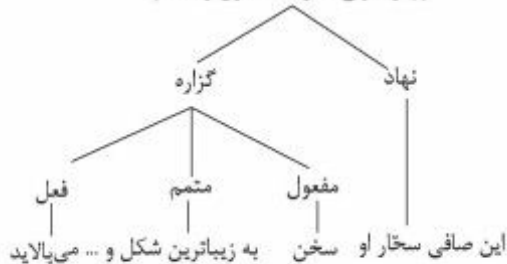 نهاد گزاره
مفعول متمم فعل
این صافی سحّار او سخن به زیباترین شکل و ... می‌پالاید